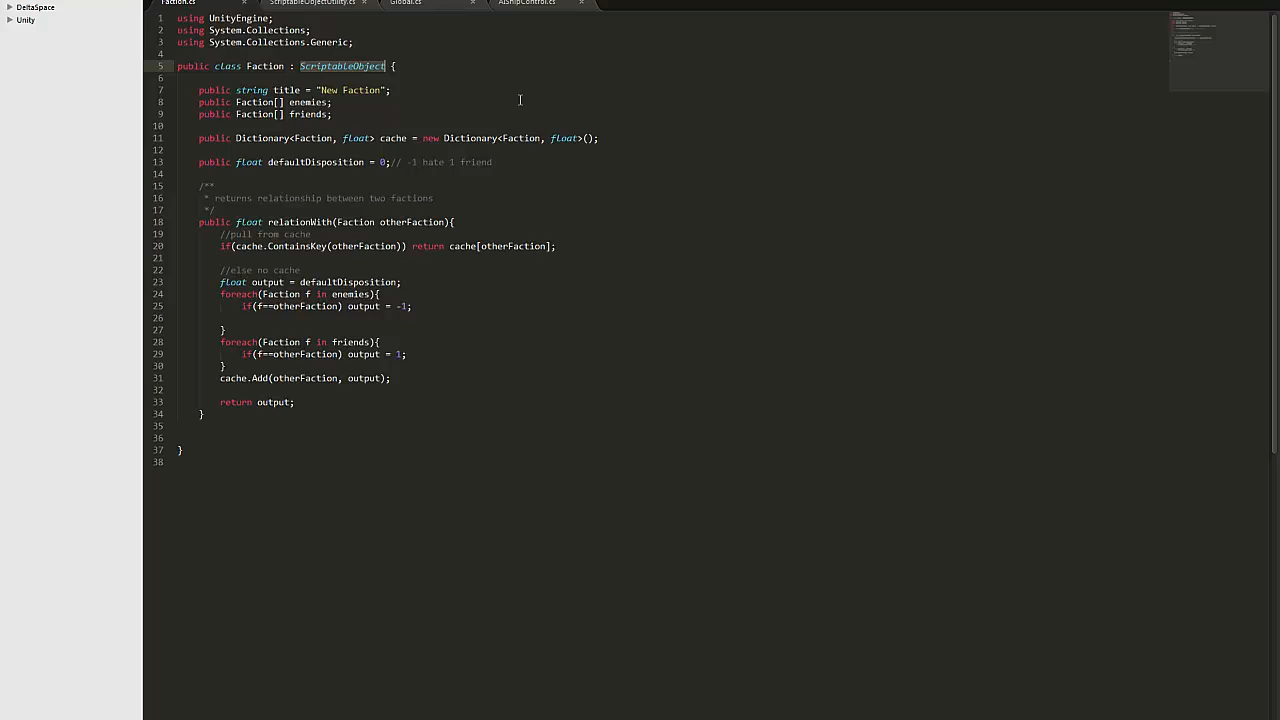 DeltaSpace
Unity
Faction.cs
ScriptableObjectUtility.cs
Global.cs
AIShipControl.cs
1 using UnityEngine;
2 using System.Collections;
3 using System.Collections.Generic;
4
5 public class Faction : ScriptableObject {
6
7 public string title = "New Faction";
8 public Faction[] enemies;
9 public Faction[] friends;
10
11 public Dictionary<Faction, float> cache = new Dictionary<Faction, float>();
12
13 public float defaultDisposition = 0;// -1 hate 1 friend
14
15 /**
16 * returns relationship between two factions
17 */
18 public float relationWith(Faction otherFaction){
19 //pull from cache
20 if(cache.ContainsKey(otherFaction)) return cache[otherFaction];
21
22 //else no cache
23 float output = defaultDisposition;
24 foreach(Faction f in enemies){
25 if(f==otherFaction) output = -1;
26
27 }
28 foreach(Faction f in friends){
29 if(f==otherFaction) output = 1;
30 }
31 cache.Add(otherFaction, output);
32
33 return output;
34 }
35
36
37 }
38